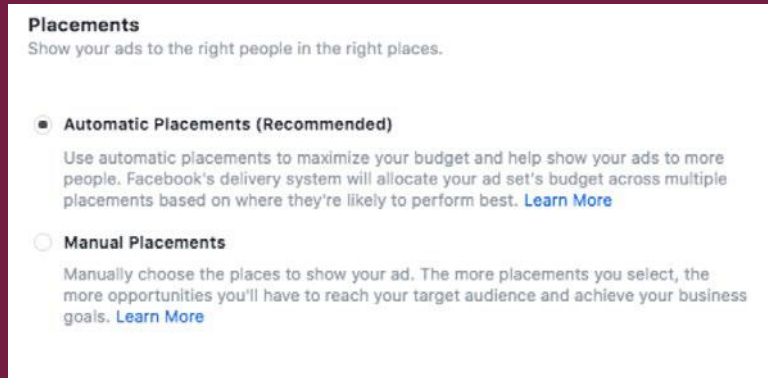 Placements
Show your ads to the right people in the right places.
Automatic Placements (Recommended)
Use automatic placements to maximize your budget and help show your ads to more
people. Facebook's delivery system will allocate your ad set's budget across multiple
placements based on where they're likely to perform best. Learn More
Manual Placements
Manually choose the places to show your ad. The more placements you select, the
more opportunities you'll have to reach your target audience and achieve your business
goals. Learn More